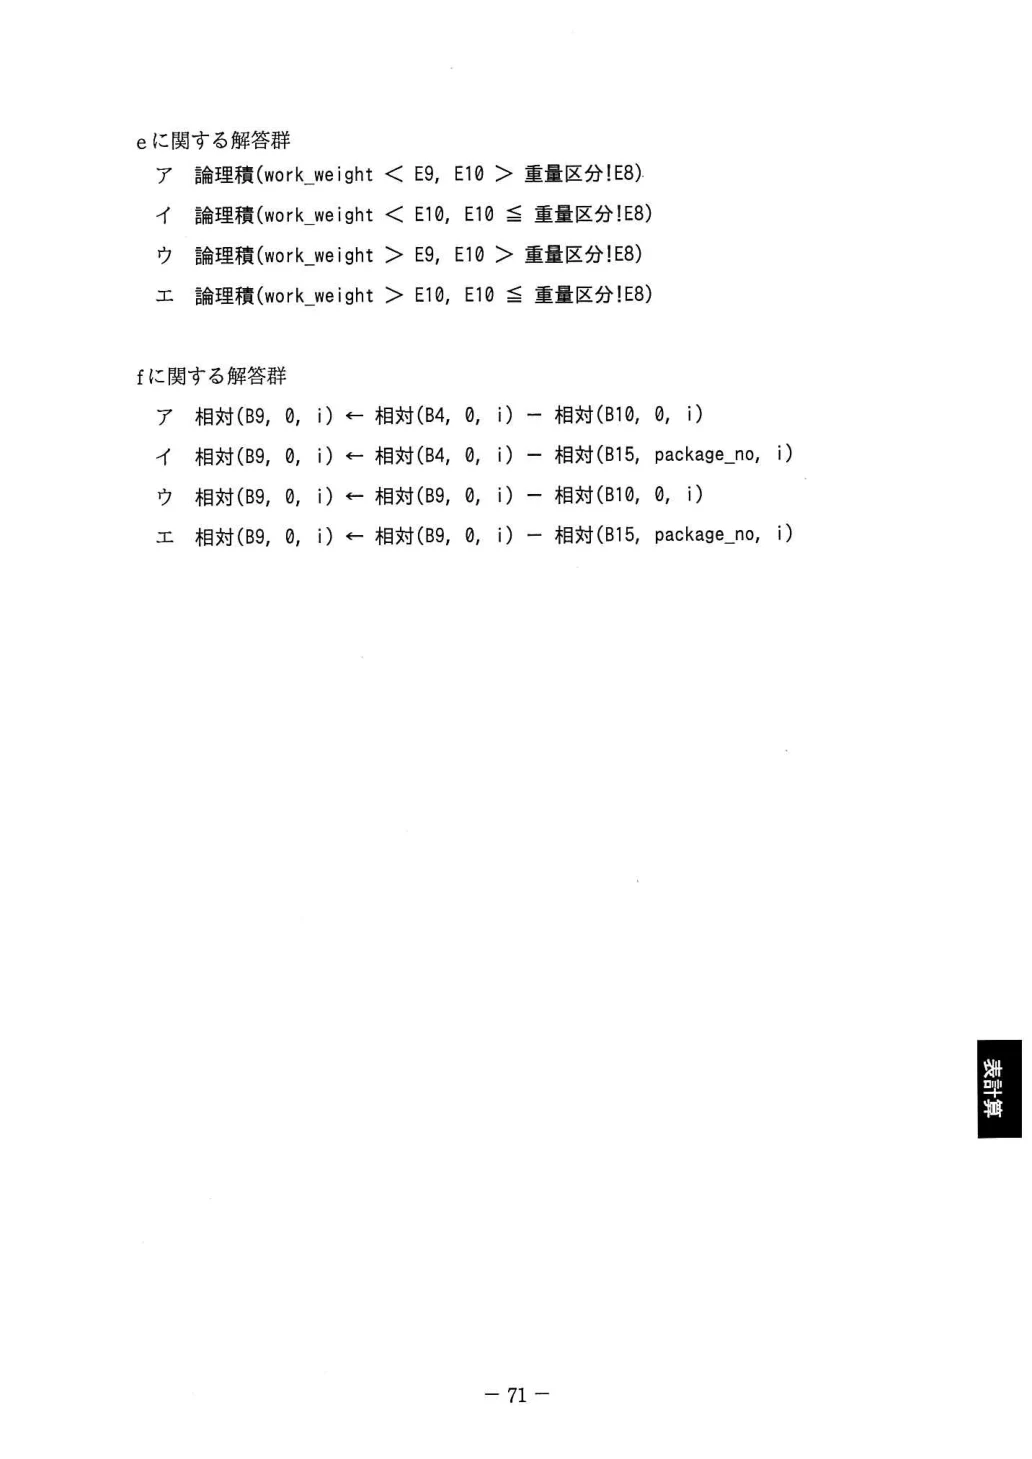 eに関する解答群
ア 論理積(work_weight ＜ E9, E10 ＞ 重量区分!E8)
イ 論理積(work_weight ＜ E10, E10 ≦ 重量区分!E8)
ウ 論理積(work_weight ＞ E9, E10 ＞ 重量区分!E8)
エ 論理積(work_weight ＞ E10, E10 ≦ 重量区分!E8)
fに関する解答群
ア 相対(B9, 0, i) ← 相対(B4, 0, i) － 相対(B10, 0, i)
イ 相対(B9, 0, i) ← 相対(B4, 0, i) － 相対(B15, package_no, i)
ウ 相対(B9, 0, i) ← 相対(B9, 0, i) － 相対(B10, 0, i)
エ 相対(B9, 0, i) ← 相対(B9, 0, i) － 相対(B15, package_no, i)
表計算
－ 71 －